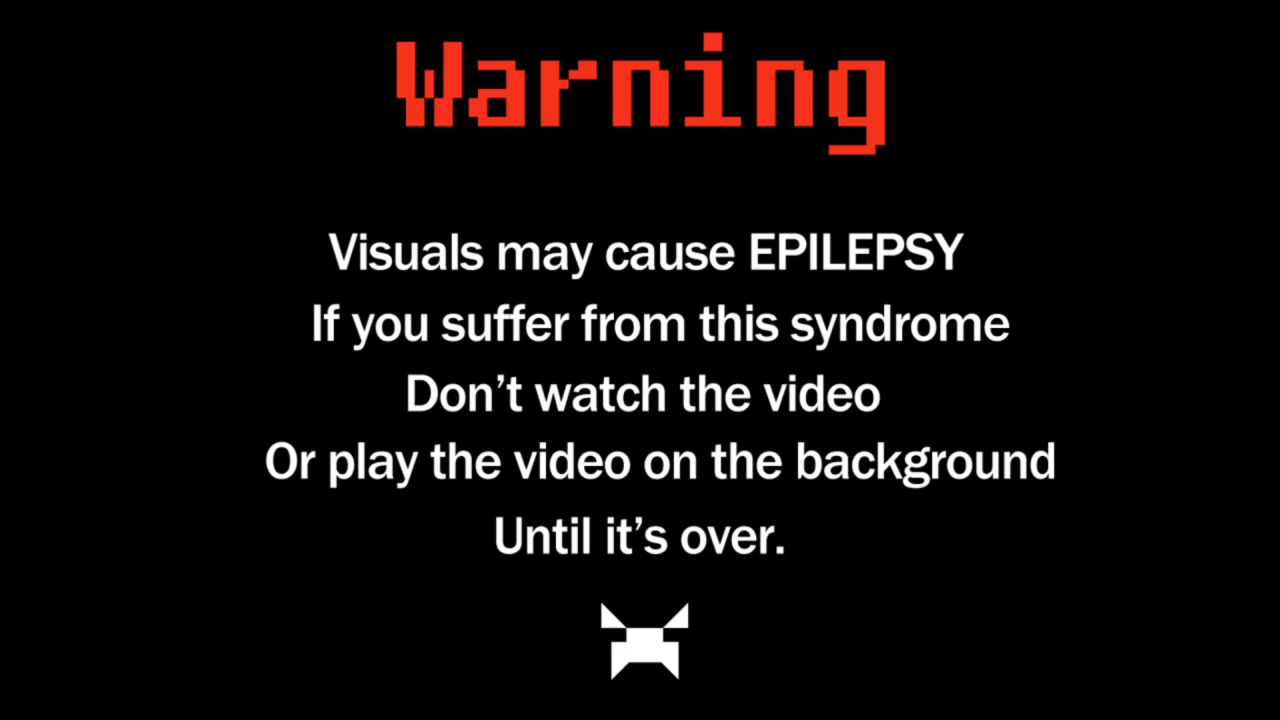 Warning
Visuals may cause EPILEPSY
If you suffer from this syndrome
Don’t watch the video
Or play the video on the background
Until it’s over.